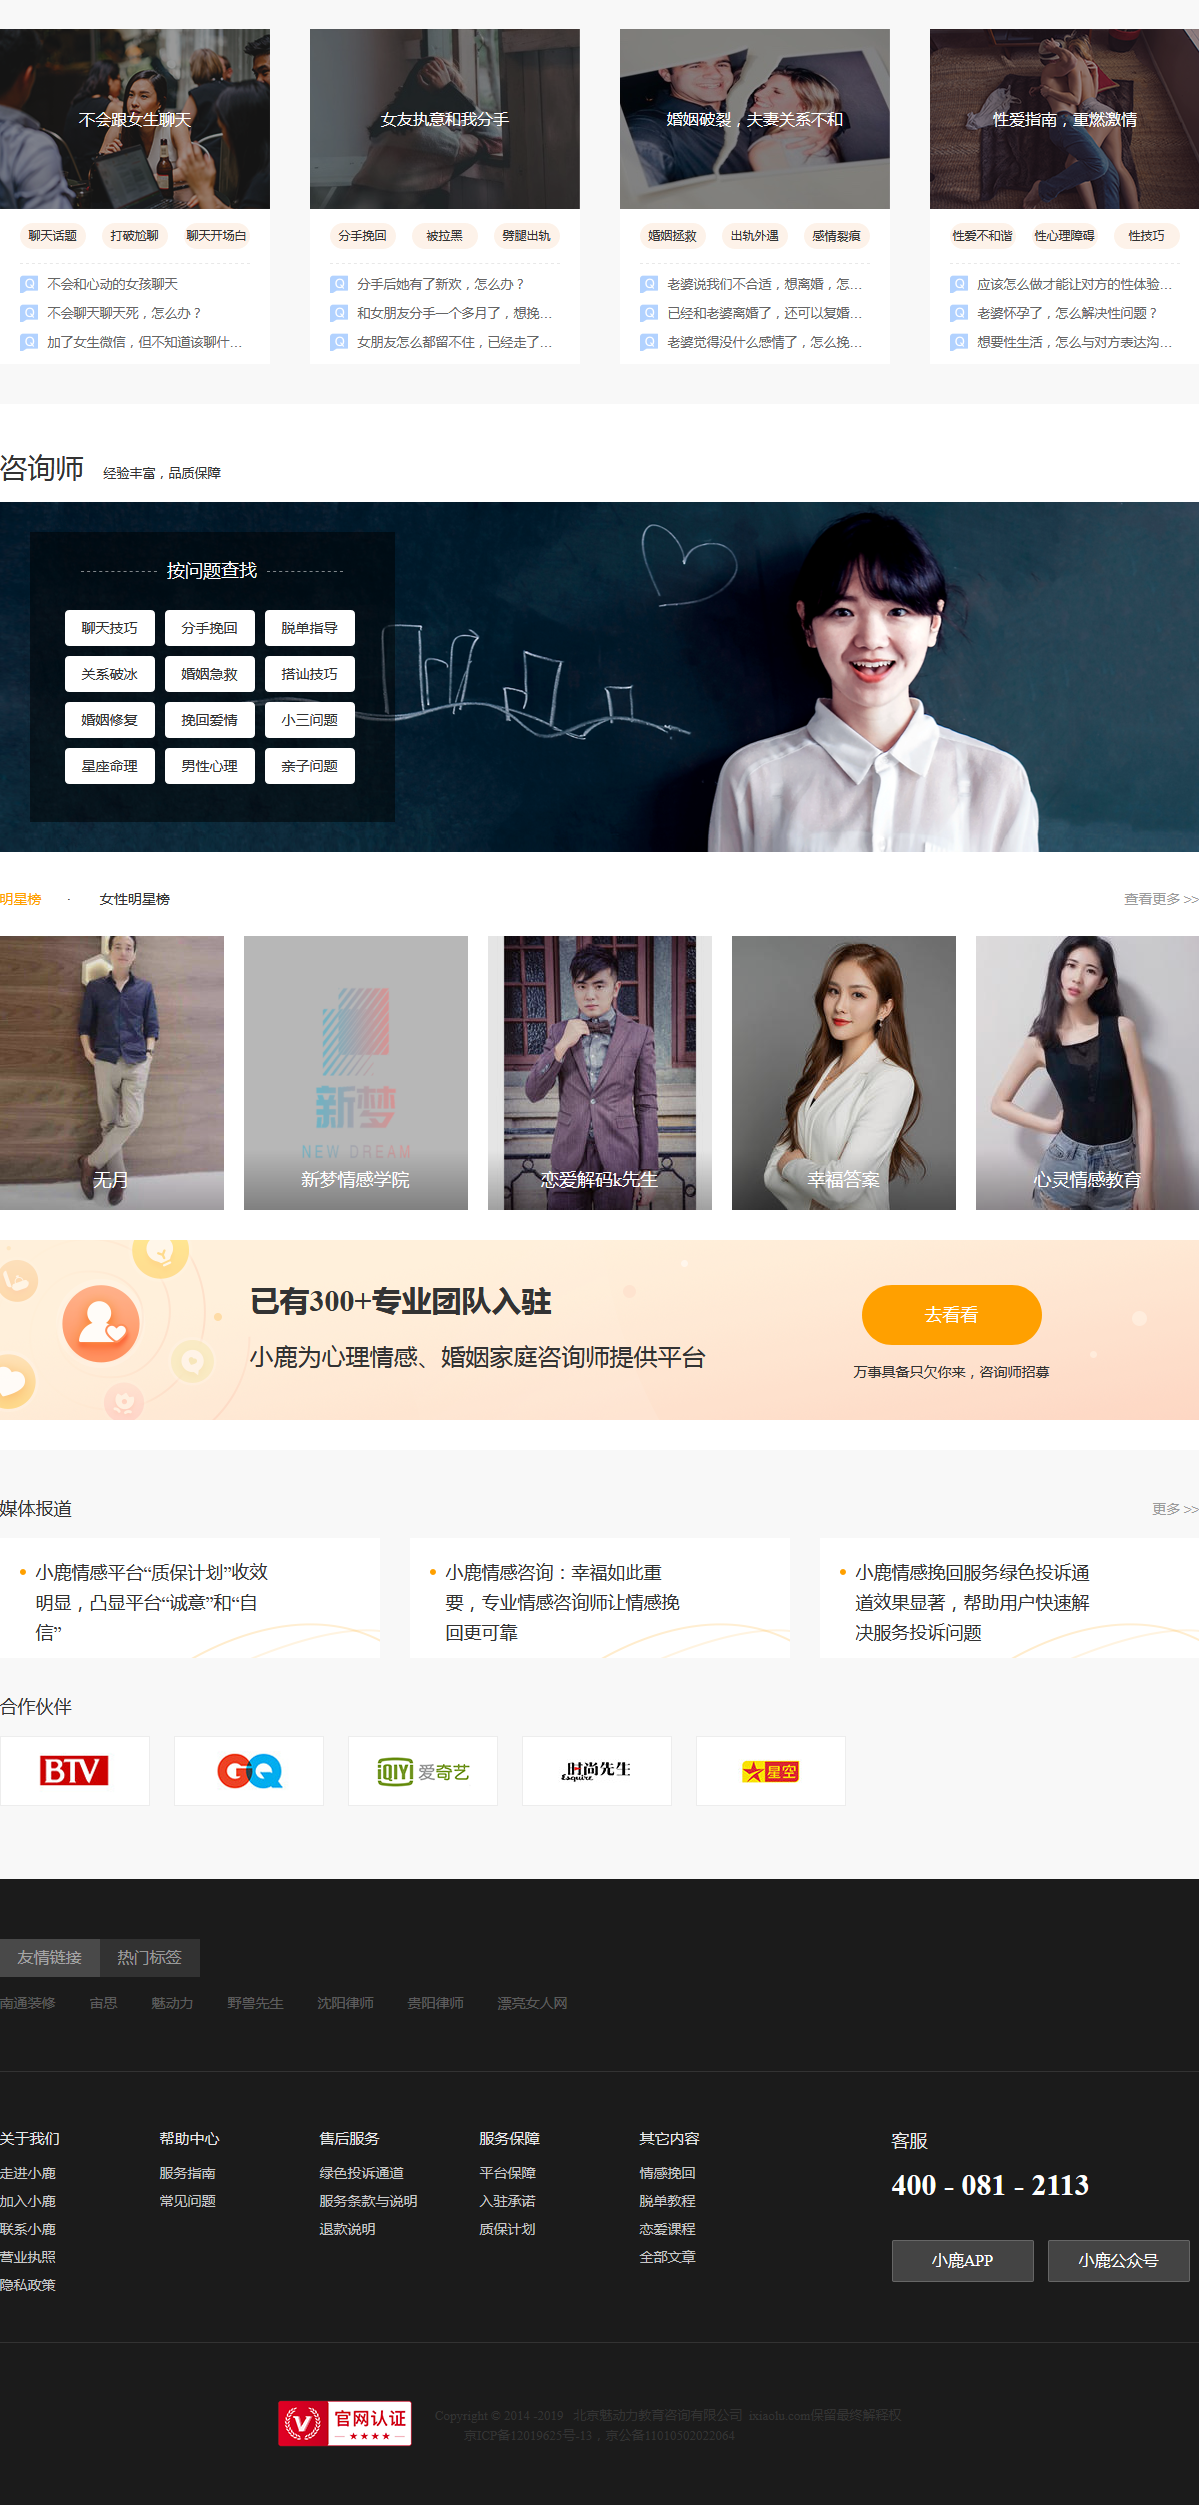 不会跟女生聊天
女友执意和我分手
婚姻破裂，夫妻关系不和
性爱指南，重燃激情
聊天话题 打破尬聊 聊天开场白
分手挽回 被拉黑 劈腿出轨
婚姻拯救 出轨外遇 感情裂痕
性爱不和谐 性心理障碍 性技巧
不会和心动的女孩聊天
不会聊天聊天死，怎么办？
加了女生微信，但不知道该聊什...
分手后她有了新欢，怎么办？
和女朋友分手一个多月了，想挽...
女朋友怎么都留不住，已经走了...
老婆说我们不合适，想离婚，怎...
已经和老婆离婚了，还可以复婚...
老婆觉得没什么感情了，怎么挽...
应该怎么做才能让对方的性体验...
老婆怀孕了，怎么解决性问题？
想要性生活，怎么与对方表达沟...
咨询师 经验丰富，品质保障
按问题查找
聊天技巧 分手挽回 脱单指导
关系破冰 婚姻急救 搭讪技巧
婚姻修复 挽回爱情 小三问题
星座命理 男性心理 亲子问题
明星榜 · 女性明星榜 查看更多 >>
新梦
NEW DREAM
无月
新梦情感学院
恋爱解码k先生
幸福答案
心灵情感教育
已有300+专业团队入驻
小鹿为心理情感、婚姻家庭咨询师提供平台
去看看
万事具备只欠你来，咨询师招募
媒体报道 更多 >>
小鹿情感平台“质保计划”收效
明显，凸显平台“诚意”和“自
信”
小鹿情感咨询：幸福如此重
要，专业情感咨询师让情感挽
回更可靠
小鹿情感挽回服务绿色投诉通
道效果显著，帮助用户快速解
决服务投诉问题
合作伙伴
BTV
GQ
iQIYI 爱奇艺
时尚先生
Esquire
星空
友情链接 热门标签
南通装修 宙思 魅动力 野兽先生 沈阳律师 贵阳律师 漂亮女人网
关于我们
走进小鹿
加入小鹿
联系小鹿
营业执照
隐私政策
帮助中心
服务指南
常见问题
售后服务
绿色投诉通道
服务条款与说明
退款说明
服务保障
平台保障
入驻承诺
质保计划
其它内容
情感挽回
脱单教程
恋爱课程
全部文章
客服
400 - 081 - 2113
小鹿APP 小鹿公众号
官网认证
Copyright © 2014 -2019 北京魅动力教育咨询有限公司 ixiaolu.com保留最终解释权
京ICP备12019625号-13，京公备11010502022064